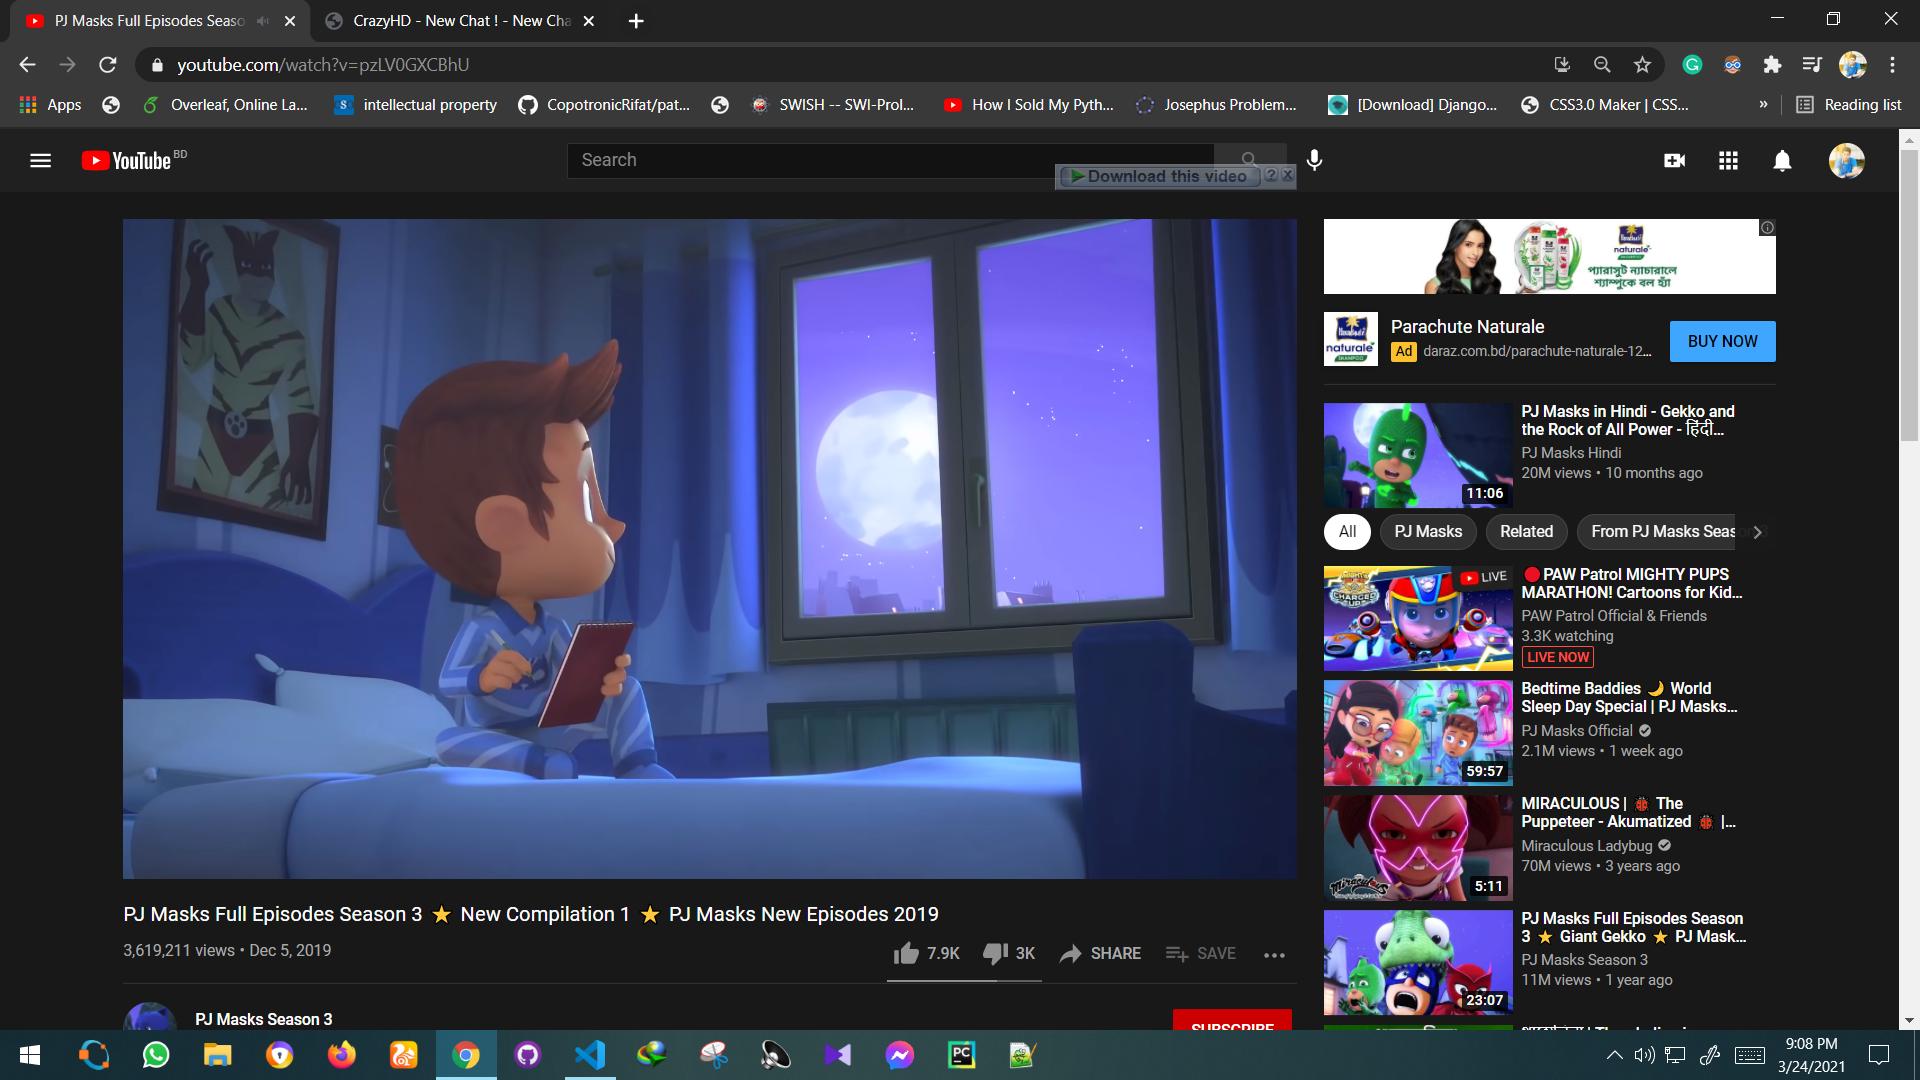 PJ Masks Full Episodes Seaso
CrazyHD - New Chat ! - New Cha
youtube.com/watch?v=pzLV0GXCBhU
Apps
Overleaf, Online La...
intellectual property
CopotronicRifat/pat...
SWISH -- SWI-Prol...
How I Sold My Pyth...
Josephus Problem...
[Download] Django...
CSS3.0 Maker | CSS...
»
Reading list
YouTube BD
Search
Download this video ? X
Parachute
naturale
প্যারাসুট ন্যাচারালে
শ্যাম্পুকে বল হ্যাঁ
naturale
SHAMPOO
Parachute Naturale
Ad daraz.com.bd/parachute-naturale-12...
BUY NOW
11:06
PJ Masks in Hindi - Gekko and
the Rock of All Power - हिंदी...
PJ Masks Hindi
20M views • 10 months ago
All
PJ Masks
Related
From PJ Masks Seas
CHARGED UP
LIVE
PAW Patrol MIGHTY PUPS
MARATHON! Cartoons for Kid...
PAW Patrol Official & Friends
3.3K watching
LIVE NOW
59:57
Bedtime Baddies 🌙 World
Sleep Day Special | PJ Masks...
PJ Masks Official
2.1M views • 1 week ago
Miraculous
5:11
MIRACULOUS | 🐞 The
Puppeteer - Akumatized 🐞 |...
Miraculous Ladybug
70M views • 3 years ago
23:07
PJ Masks Full Episodes Season
3 ⭐ Giant Gekko ⭐ PJ Mask...
PJ Masks Season 3
11M views • 1 year ago
PJ Masks Full Episodes Season 3 ⭐ New Compilation 1 ⭐ PJ Masks New Episodes 2019
3,619,211 views • Dec 5, 2019
7.9K
3K
SHARE
SAVE
PJ Masks Season 3
SUBSCRIBE
PC
9:08 PM
3/24/2021